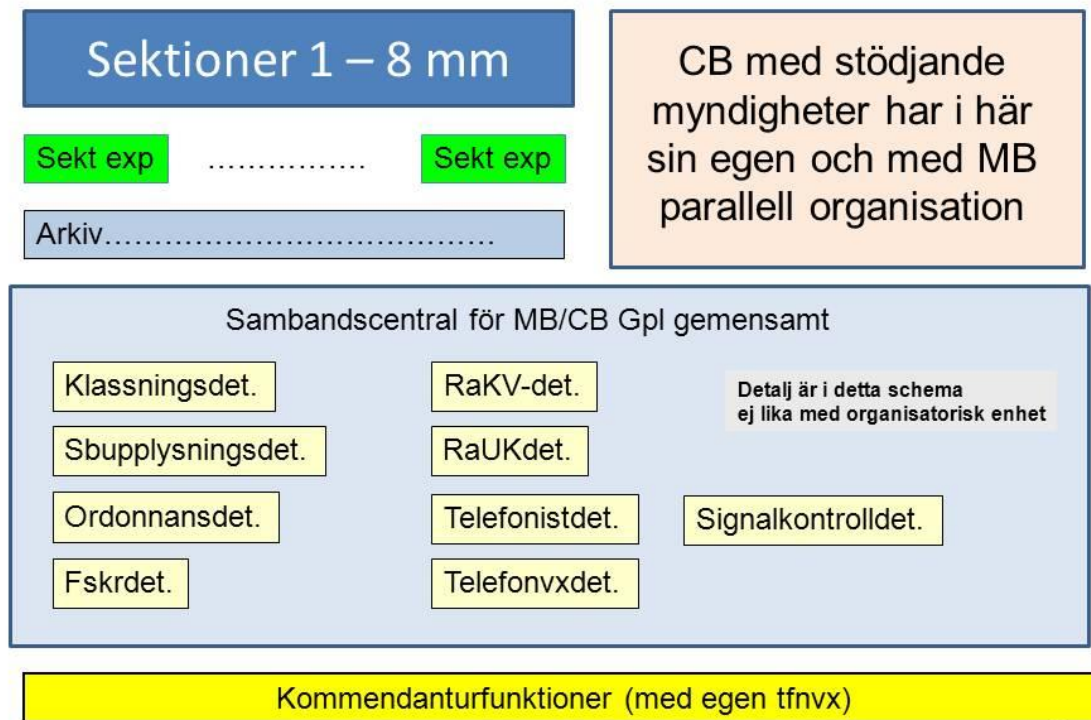 Sektioner 1 – 8 mm
Sekt exp ................ Sekt exp
Arkiv.......................................
CB med stödjande
myndigheter har i här
sin egen och med MB
parallell organisation
Sambandscentral för MB/CB Gpl gemensamt
Klassningsdet.
Sbupplysningsdet.
Ordonnansdet.
Fskrdet.
RaKV-det.
RaUKdet.
Telefonistdet.
Telefonvxdet.
Detalj är i detta schema
ej lika med organisatorisk enhet
Signalkontrolldet.
Kommendanturfunktioner (med egen tfnvx)